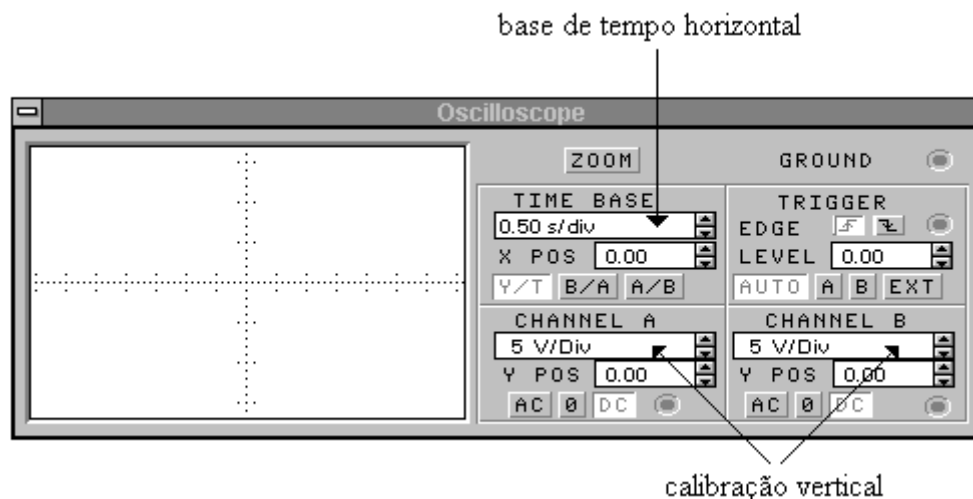 base de tempo horizontal
Oscilloscope
ZOOM
GROUND
TIME BASE
0.50 s/div
X POS 0.00
Y/T B/A A/B
TRIGGER
EDGE
LEVEL 0.00
AUTO A B EXT
CHANNEL A
5 V/Div
Y POS 0.00
AC 0 DC
CHANNEL B
5 V/Div
Y POS 0.00
AC 0 DC
calibração vertical